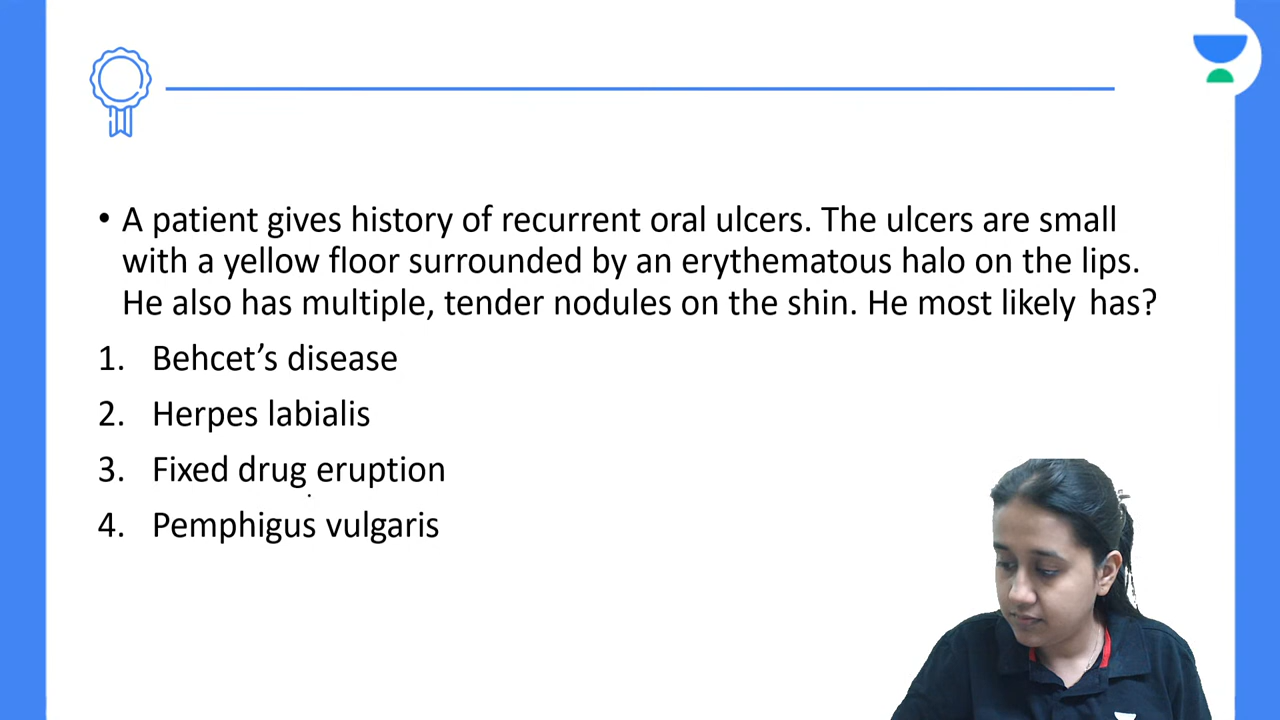 • A patient gives history of recurrent oral ulcers. The ulcers are small
with a yellow floor surrounded by an erythematous halo on the lips.
He also has multiple, tender nodules on the shin. He most likely has?
1. Behcet’s disease
2. Herpes labialis
3. Fixed drug eruption
4. Pemphigus vulgaris